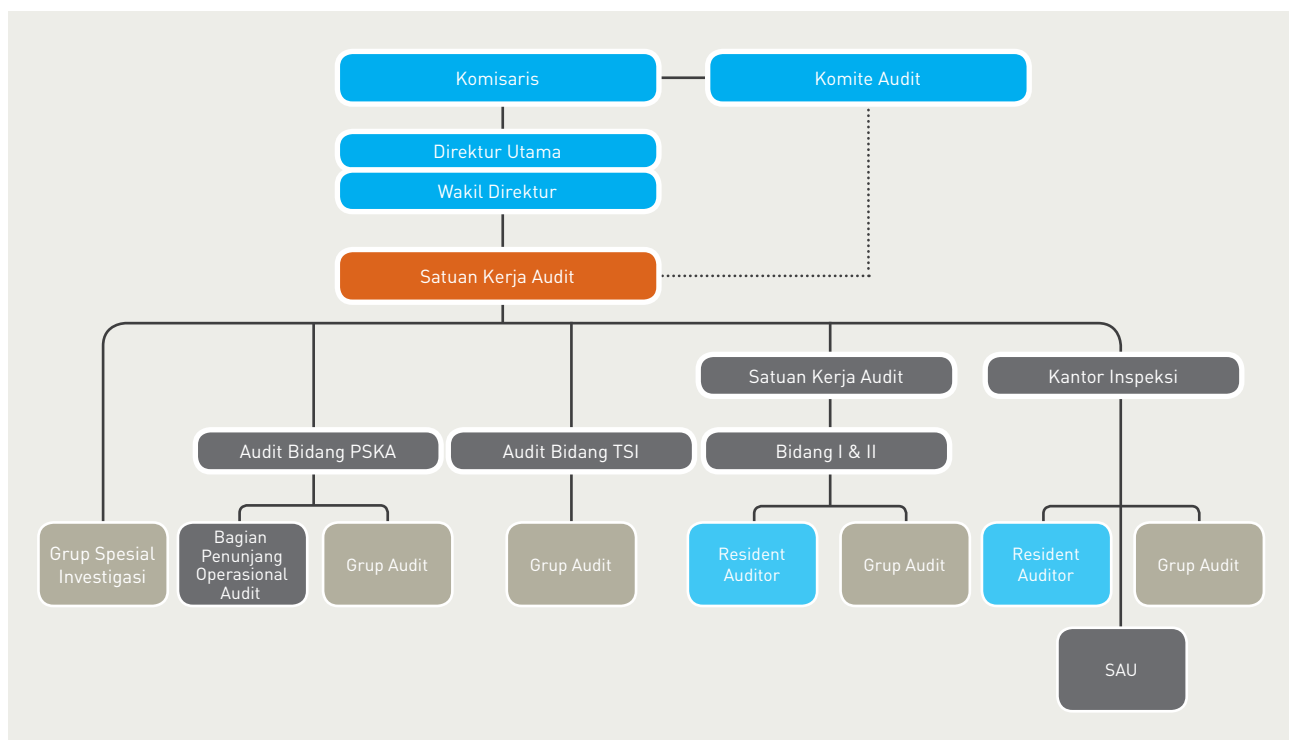 Komisaris
Komite Audit
Direktur Utama
Wakil Direktur
Satuan Kerja Audit
Satuan Kerja Audit
Kantor Inspeksi
Audit Bidang PSKA
Audit Bidang TSI
Bidang I & II
Grup Spesial
Investigasi
Bagian
Penunjang
Operasional
Audit
Grup Audit
Grup Audit
Resident
Auditor
Grup Audit
Resident
Auditor
Grup Audit
SAU